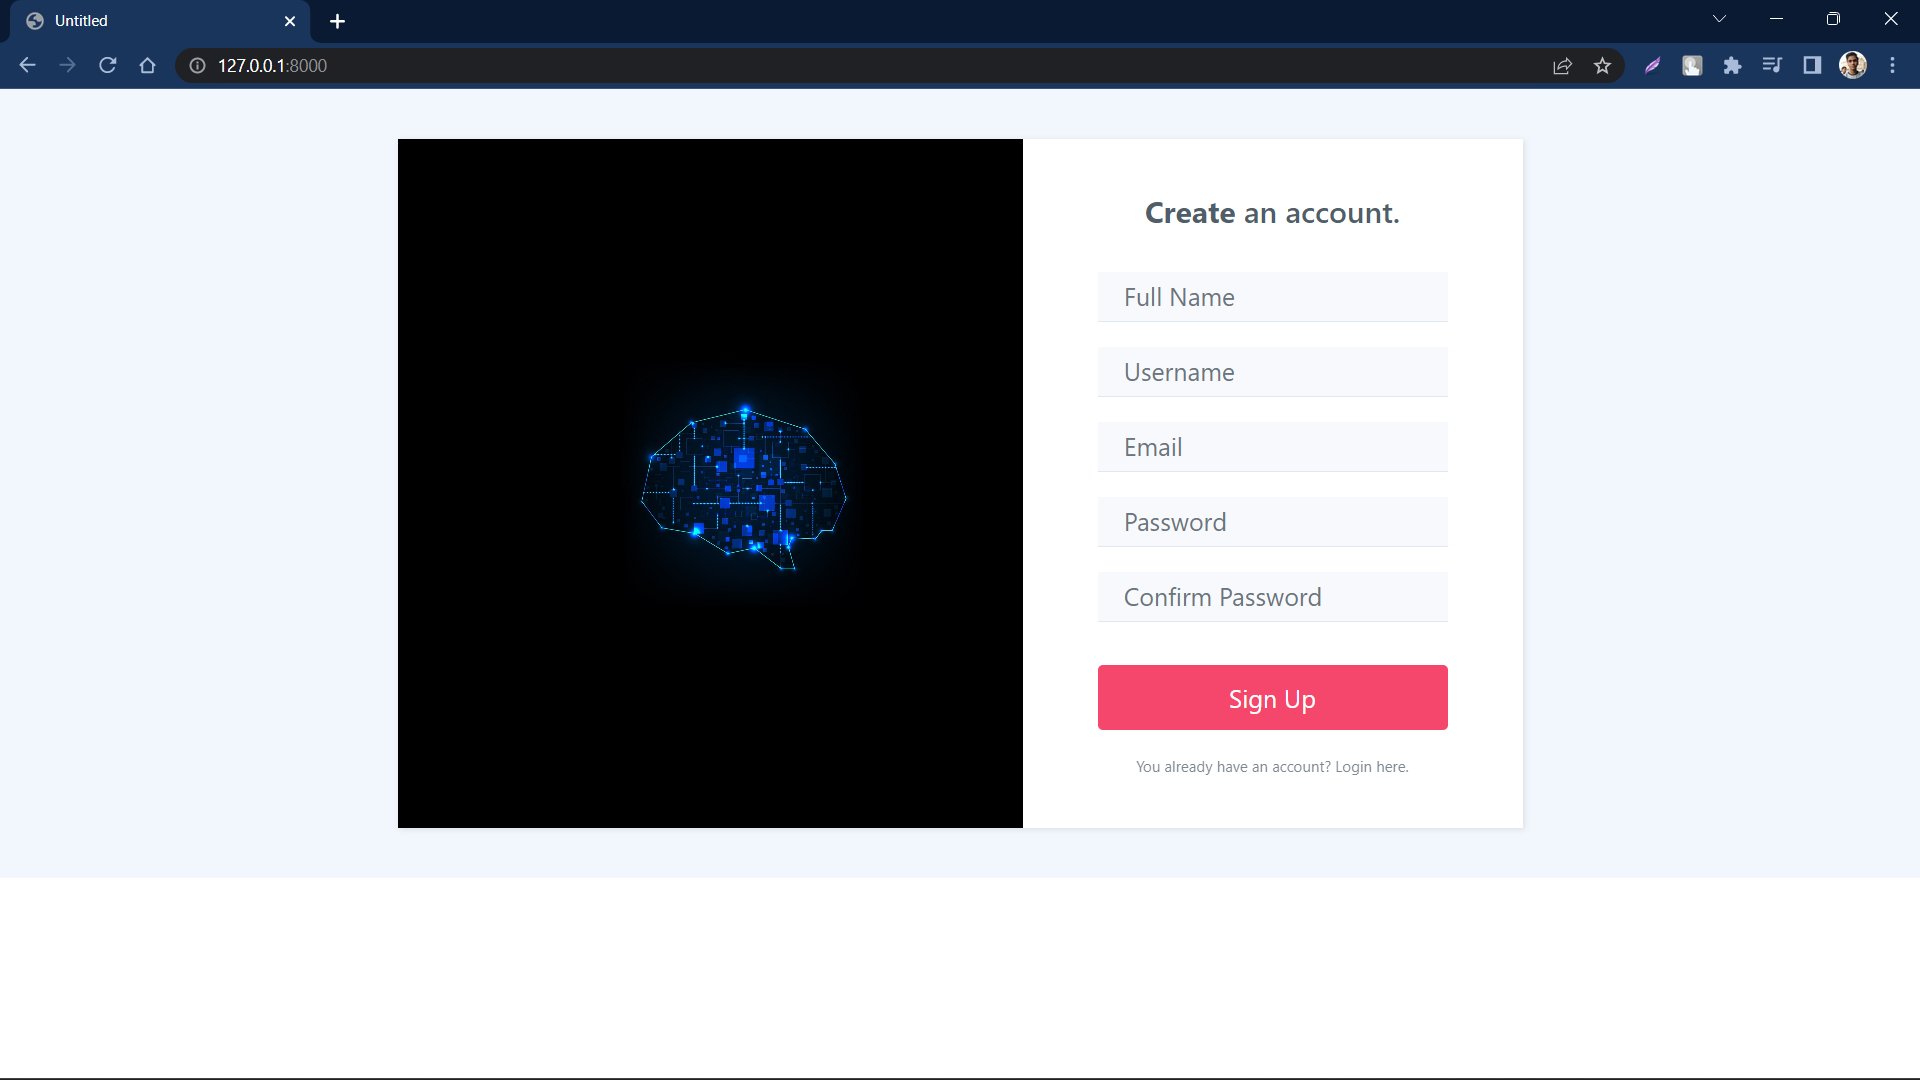 Untitled
127.0.0.1:8000
Create an account.
Full Name
Username
Email
Password
Confirm Password
Sign Up
You already have an account? Login here.